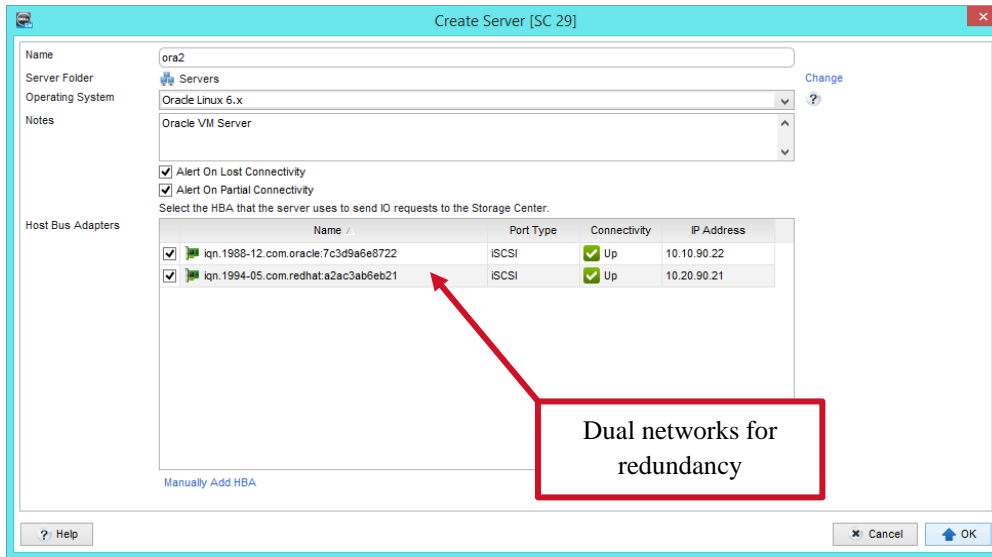 Create Server [SC 29]
Name
ora2
Server Folder
Servers
Change
Operating System
Oracle Linux 6.x
?
Notes
Oracle VM Server
Alert On Lost Connectivity
Alert On Partial Connectivity
Select the HBA that the server uses to send IO requests to the Storage Center.
Host Bus Adapters
Name Port Type Connectivity IP Address
iqn.1988-12.com.oracle:7c3d9a6e8722 iSCSI Up 10.10.90.22
iqn.1994-05.com.redhat:a2ac3ab6eb21 iSCSI Up 10.20.90.21
Dual networks for
redundancy
Manually Add HBA
? Help
Cancel
OK